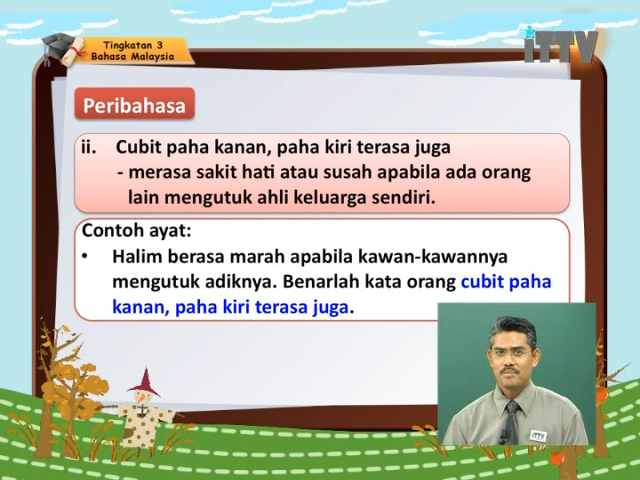 Tingkatan 3
Bahasa Malaysia
iTTV
Peribahasa
ii. Cubit paha kanan, paha kiri terasa juga
- merasa sakit hati atau susah apabila ada orang
lain mengutuk ahli keluarga sendiri.
Contoh ayat:
• Halim berasa marah apabila kawan-kawannya
mengutuk adiknya. Benarlah kata orang cubit paha
kanan, paha kiri terasa juga.
iTTV